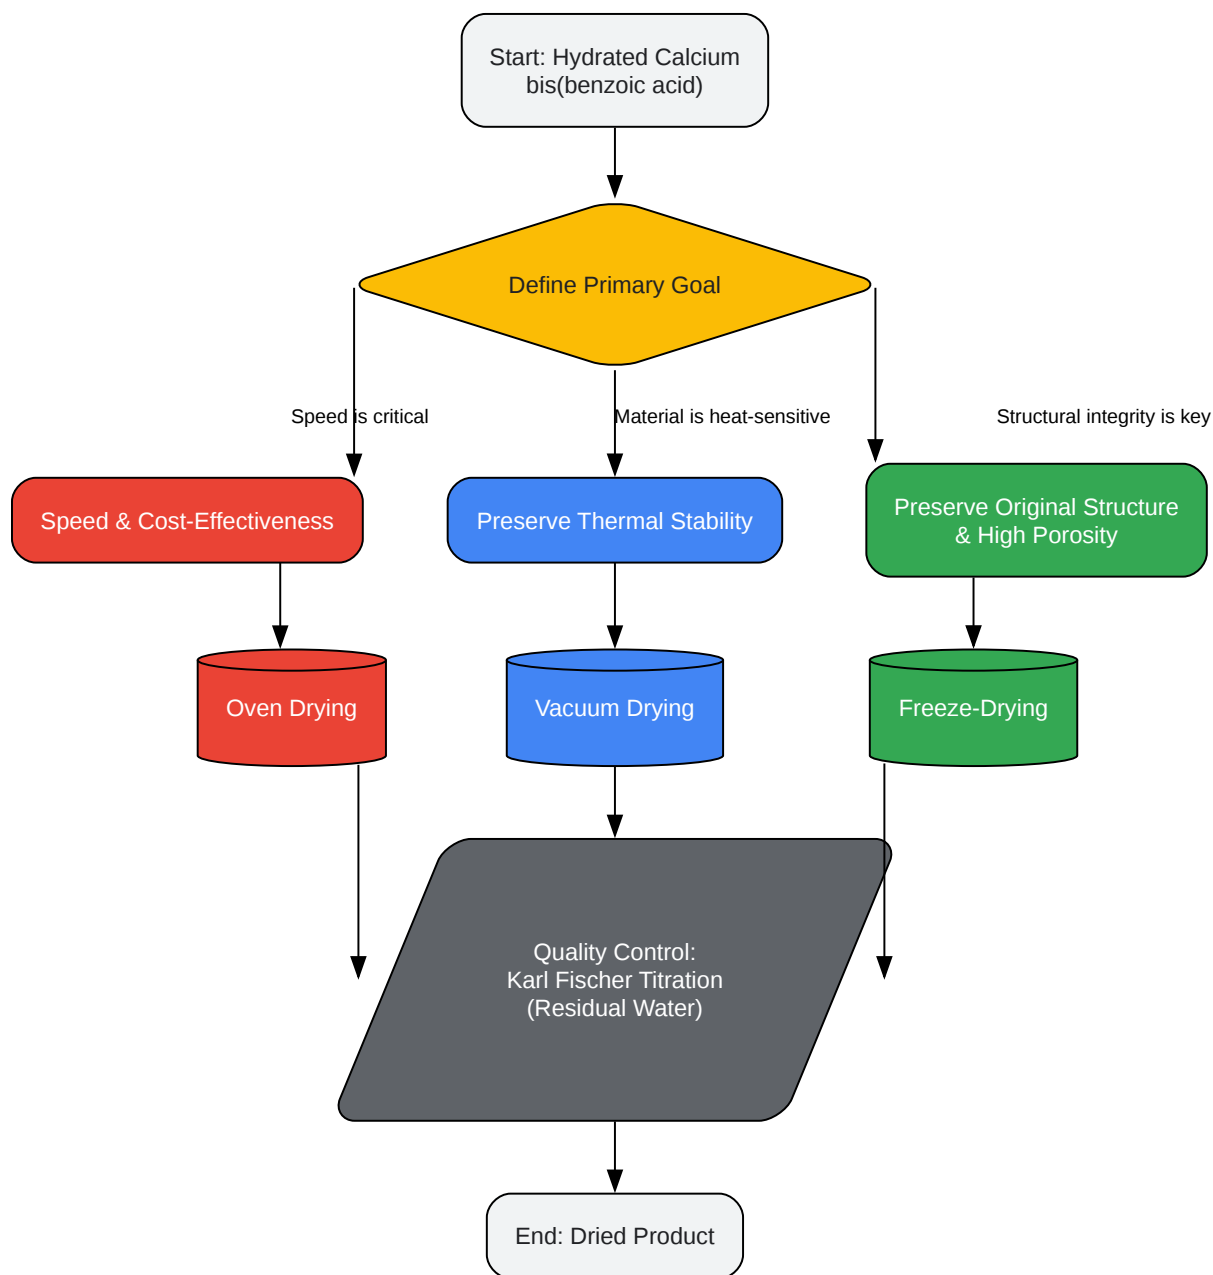 Start: Hydrated Calcium
bis(benzoic acid)
Define Primary Goal
Speed is critical
Material is heat-sensitive
Structural integrity is key
Speed & Cost-Effectiveness
Preserve Thermal Stability
Preserve Original Structure
& High Porosity
Oven Drying
Vacuum Drying
Freeze-Drying
Quality Control:
Karl Fischer Titration
(Residual Water)
End: Dried Product